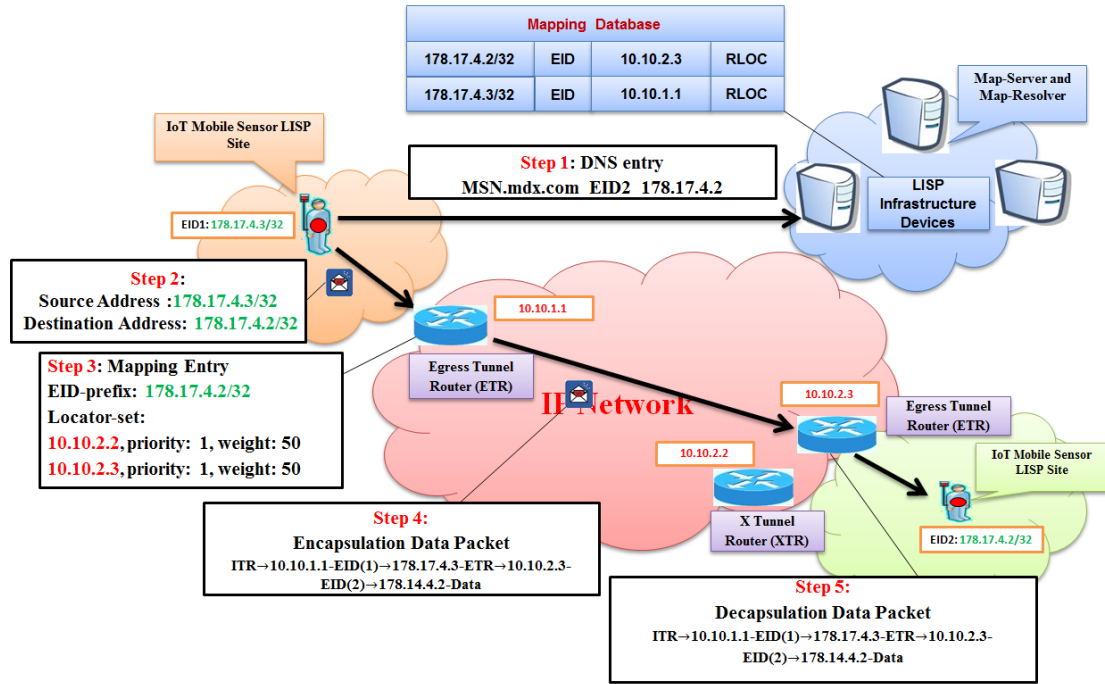 Mapping Database
178.17.4.2/32 EID 10.10.2.3 RLOC
178.17.4.3/32 EID 10.10.1.1 RLOC
Map-Server and
Map-Resolver
IoT Mobile Sensor LISP
Site
Step 1: DNS entry
MSN.mdx.com EID2 178.17.4.2
LISP
Infrastructure
Devices
EID1: 178.17.4.3/32
Step 2:
Source Address :178.17.4.3/32
Destination Address: 178.17.4.2/32
10.10.1.1
Step 3: Mapping Entry
EID-prefix: 178.17.4.2/32
Locator-set:
10.10.2.2, priority: 1, weight: 50
10.10.2.3, priority: 1, weight: 50
Egress Tunnel
Router (ETR)
IP Network
10.10.2.3
Egress Tunnel
Router (ETR)
10.10.2.2
IoT Mobile Sensor
LISP Site
X Tunnel
Router (XTR)
EID2: 178.17.4.2/32
Step 4:
Encapsulation Data Packet
ITR→10.10.1.1-EID(1)→178.17.4.3-ETR→10.10.2.3-
EID(2)→178.14.4.2-Data
Step 5:
Decapsulation Data Packet
ITR→10.10.1.1-EID(1)→178.17.4.3-ETR→10.10.2.3-
EID(2)→178.14.4.2-Data